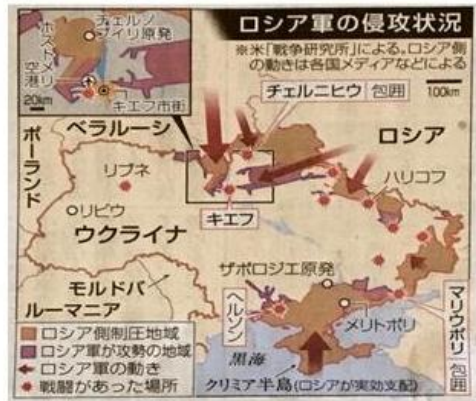 ロシア軍の侵攻状況
※米「戦争研究所」による。ロシア側
の動きは各国メディアなどによる
チェルノ
ブイリ原発
ホストメリ
空港
キエフ市街
20km
100km
チェルニヒウ 包囲
ベラルーシ
ロシア
ポーランド
リブネ
ハリコフ
リビウ
キエフ
ウクライナ
ザポロジエ原発
モルドバ
ルーマニア
ヘルソン
メリトポリ
マリウポリ 包囲
ロシア側制圧地域
ロシア軍が攻勢の地域
ロシア軍の動き
戦闘があった場所
黒海
クリミア半島(ロシアが実効支配)